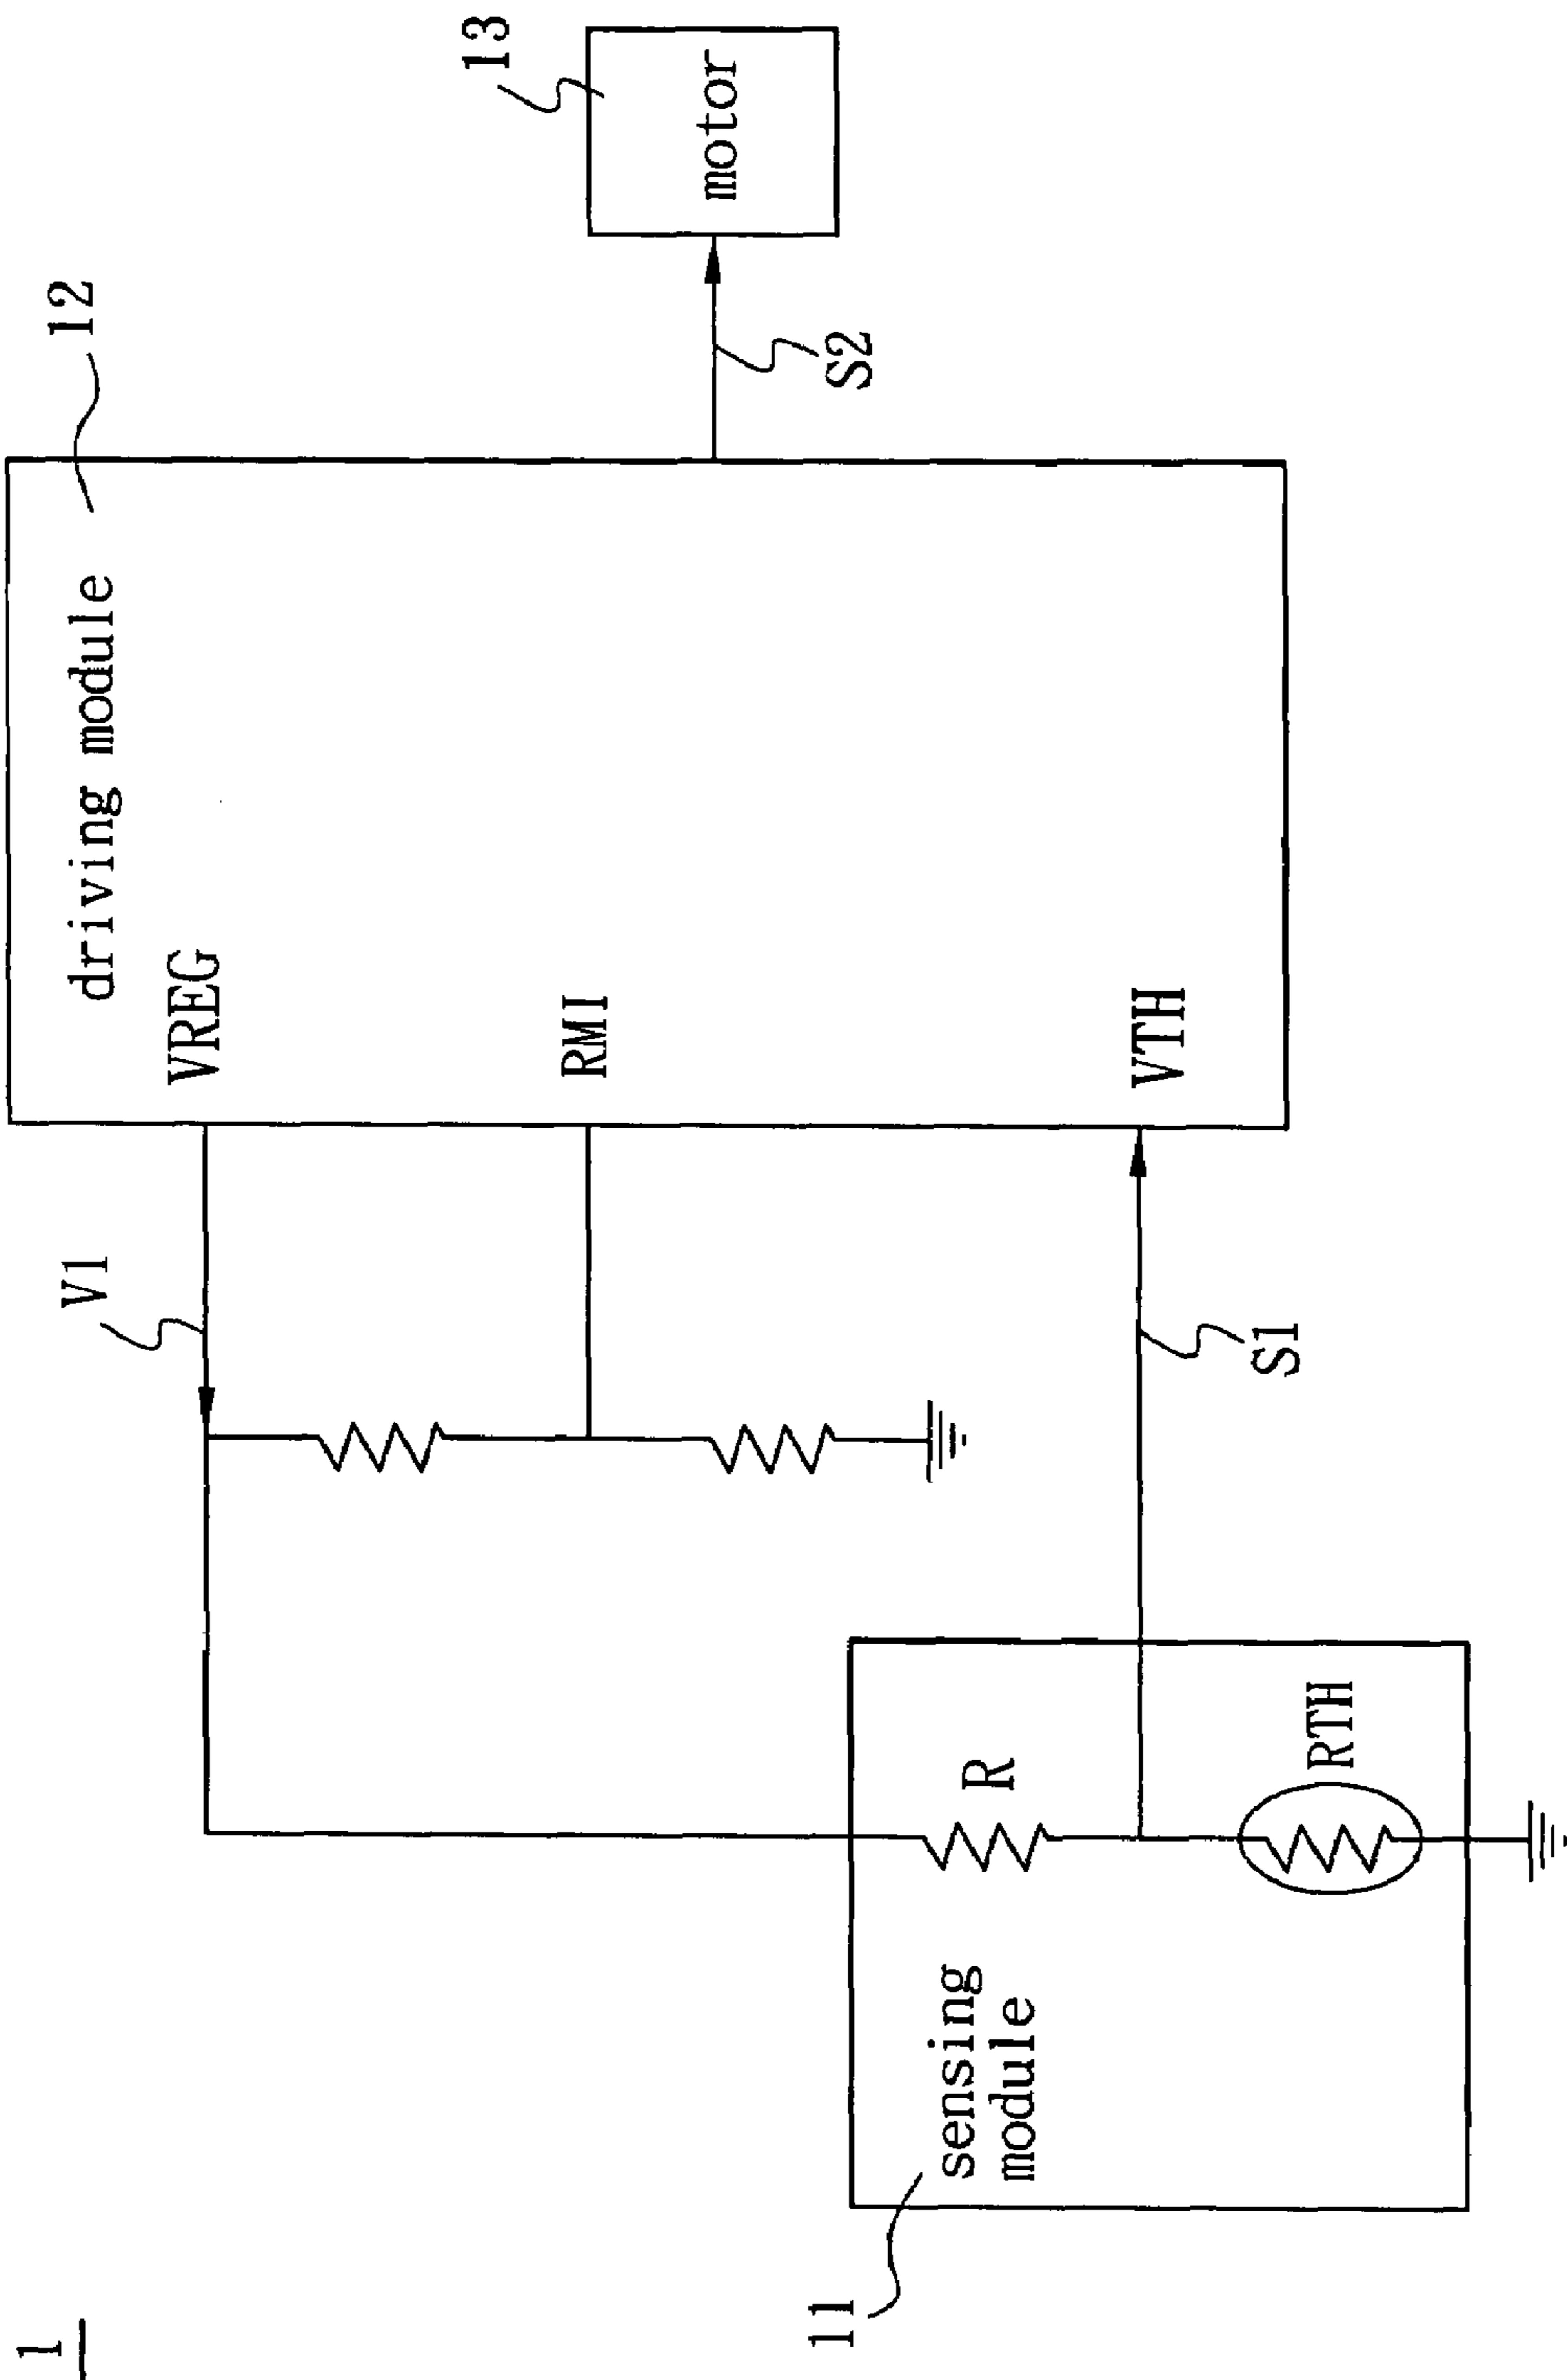 1
driving module
12
VREG
V1
RMI
13
motor
S2
VTH
S1
11
sensing
module
R
RTH